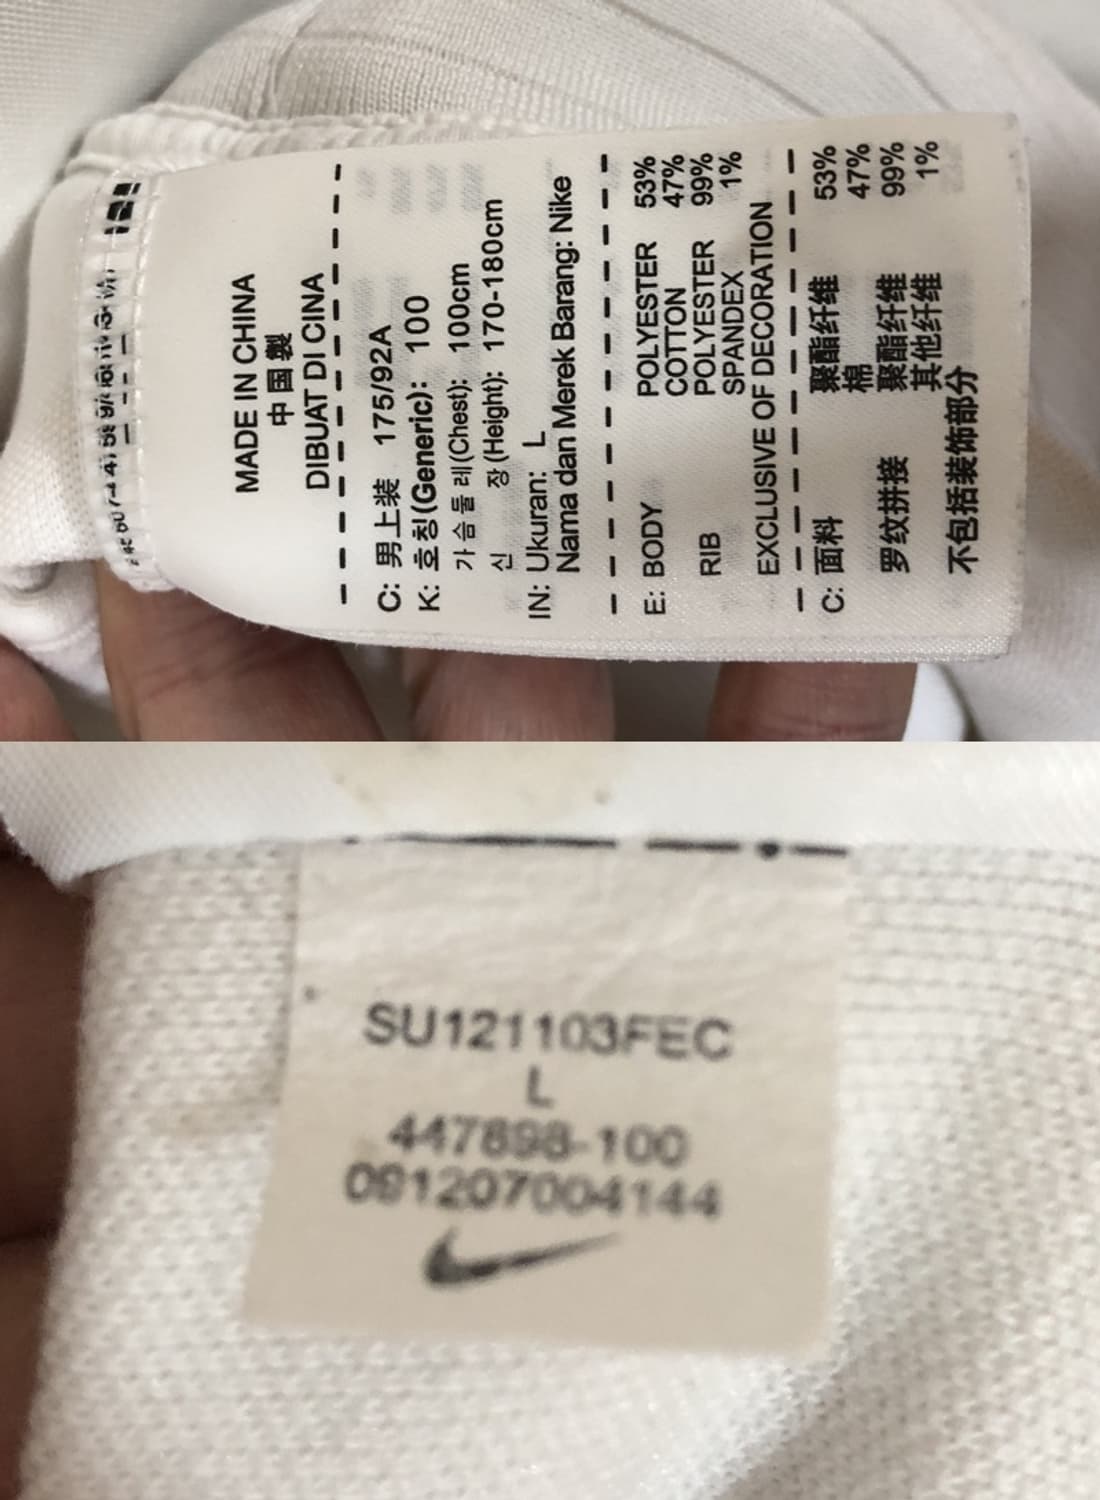 MADE IN CHINA
中国製
DIBUAT DI CINA
C: 男上装 175/92A
K: 호칭(Generic): 100
가슴둘레(Chest): 100cm
신 장(Height): 170-180cm
IN: Ukuran: L
Nama dan Merek Barang: Nike
E: BODY POLYESTER 53%
COTTON 47%
RIB POLYESTER 99%
SPANDEX 1%
EXCLUSIVE OF DECORATION
C: 面料 聚酯纤维 53%
棉 47%
罗纹拼接 聚酯纤维 99%
其他纤维 1%
不包括装饰部分
SU121103FEC
L
447898-100
091207004144